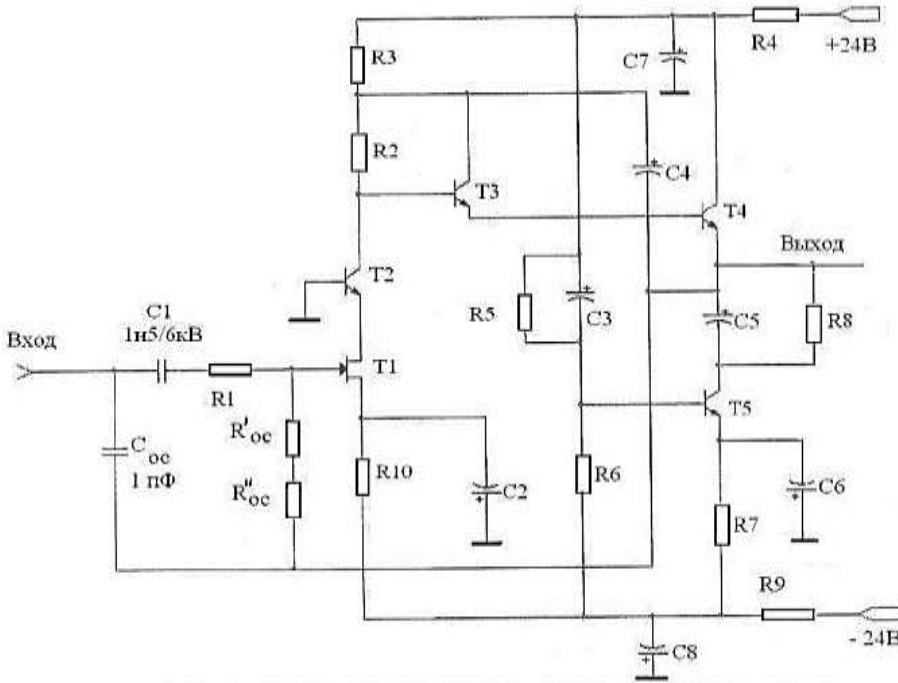 R3
C7
R4
+24В
R2
T3
C4
T4
Выход
T2
R5
C3
C5
R8
C1
1н5/6кВ
Вход
R1
T1
T5
R'ос
Cос
1 пФ
R"ос
R10
C2
R6
C6
R7
R9
- 24В
C8